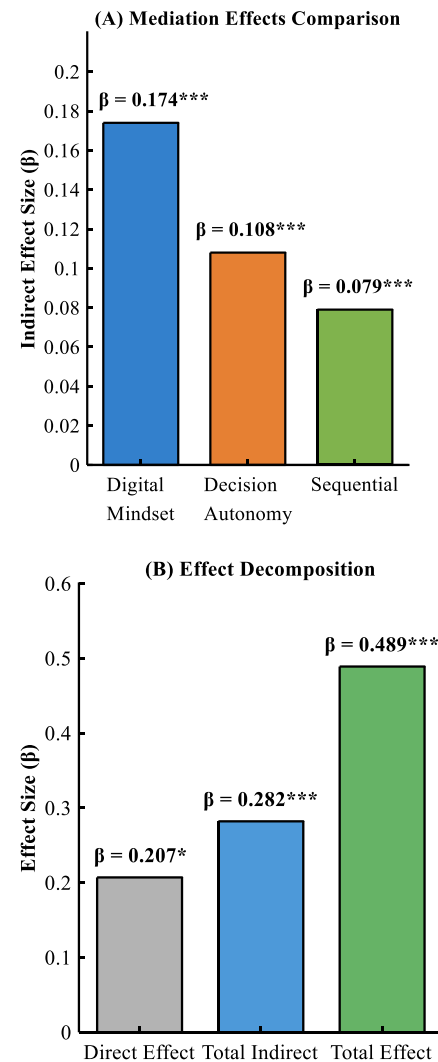 (A) Mediation Effects Comparison
0.2
0.18
0.16
0.14
0.12
0.1
0.08
0.06
0.04
0.02
0
Indirect Effect Size (β)
β = 0.174***
β = 0.108***
β = 0.079***
Digital
Mindset
Decision
Autonomy
Sequential
(B) Effect Decomposition
0.6
0.5
0.4
0.3
0.2
0.1
0
Effect Size (β)
β = 0.207*
β = 0.282***
β = 0.489***
Direct Effect Total Indirect Total Effect